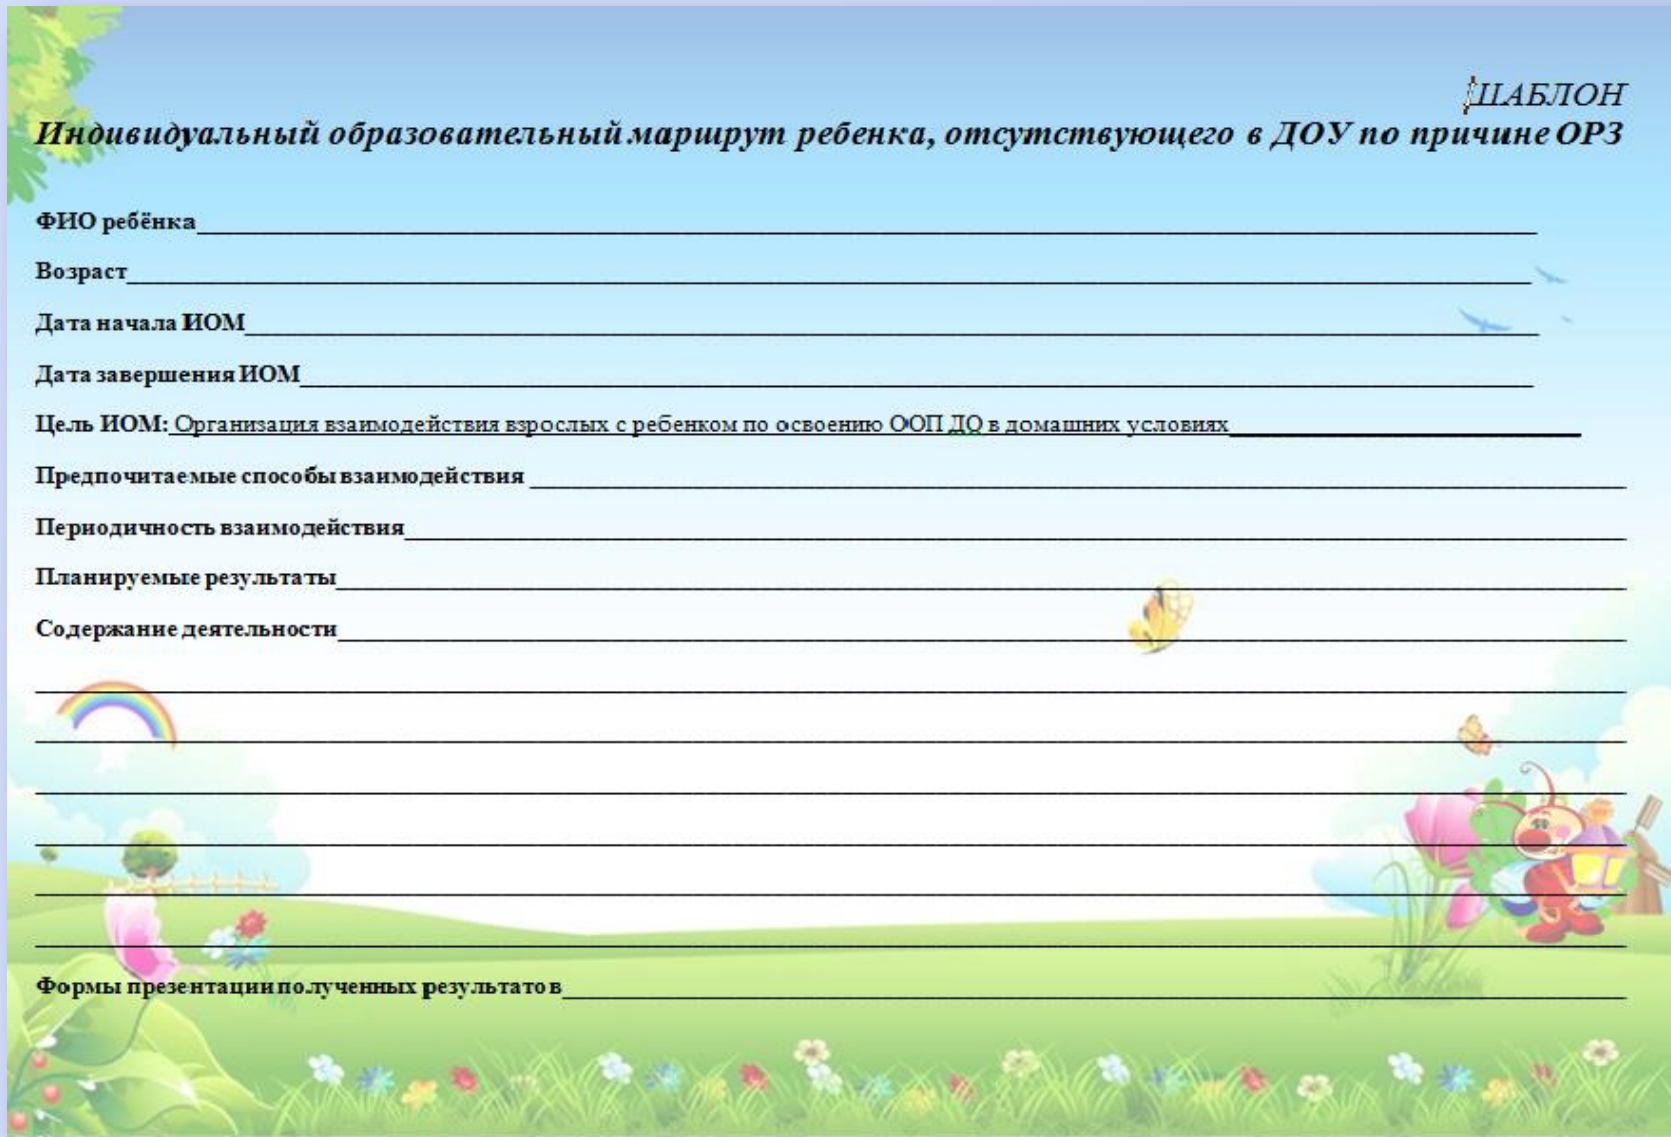 ШАБЛОН
Индивидуальный образовательный маршрут ребенка, отсутствующего в ДОУ по причине ОРЗ
ФИО ребёнка
Возраст
Дата начала ИОМ
Дата завершения ИОМ
Цель ИОМ: Организация взаимодействия взрослых с ребенком по освоению ООП ДО в домашних условиях
Предпочитаемые способы взаимодействия
Периодичность взаимодействия
Планируемые результаты
Содержание деятельности
Формы презентации полученных результатов